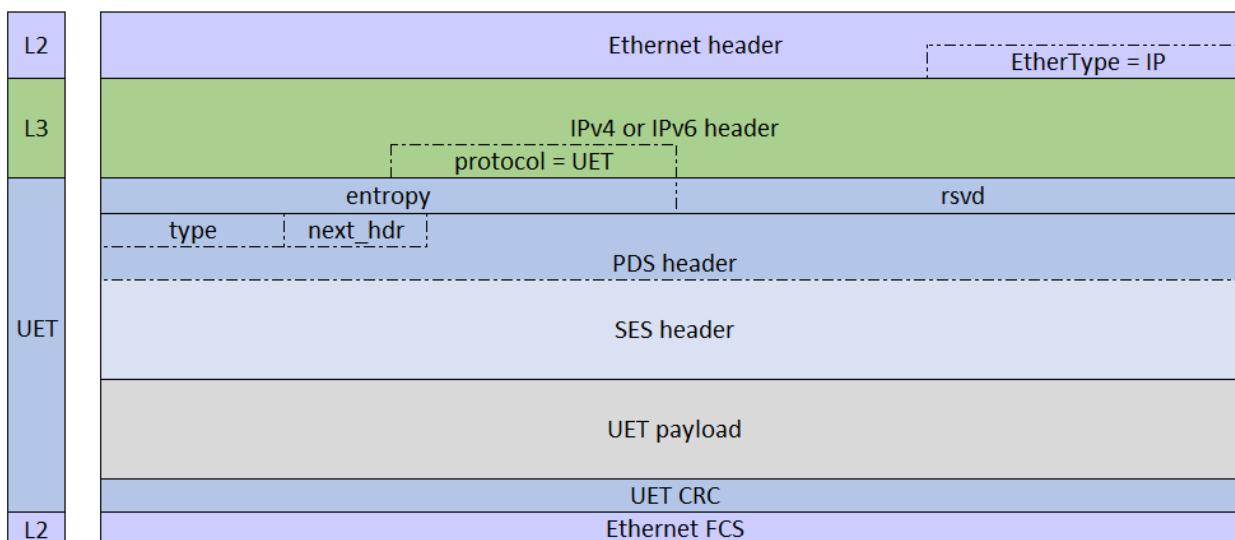 L2
Ethernet header
EtherType = IP
L3
IPv4 or IPv6 header
protocol = UET
UET
entropy
rsvd
type
next_hdr
PDS header
SES header
UET payload
UET CRC
L2
Ethernet FCS